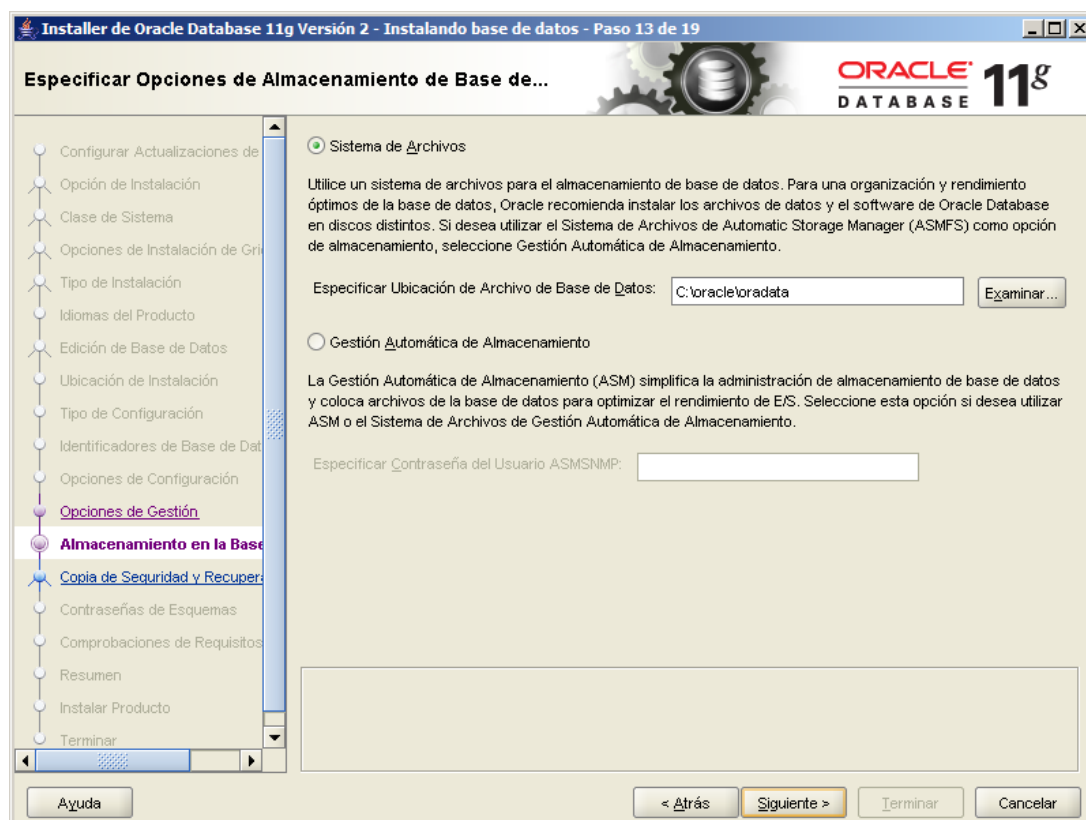 Installer de Oracle Database 11g Versión 2 - Instalando base de datos - Paso 13 de 19
Especificar Opciones de Almacenamiento de Base de...
ORACLE
DATABASE
11g
Configurar Actualizaciones de
Opción de Instalación
Clase de Sistema
Opciones de Instalación de Gri
Tipo de Instalación
Idiomas del Producto
Edición de Base de Datos
Ubicación de Instalación
Tipo de Configuración
Identificadores de Base de Dat
Opciones de Configuración
Opciones de Gestión
Almacenamiento en la Base
Copia de Seguridad y Recuper
Contraseñas de Esquemas
Comprobaciones de Requisitos
Resumen
Instalar Producto
Terminar
Sistema de Archivos
Utilice un sistema de archivos para el almacenamiento de base de datos. Para una organización y rendimiento
óptimos de la base de datos, Oracle recomienda instalar los archivos de datos y el software de Oracle Database
en discos distintos. Si desea utilizar el Sistema de Archivos de Automatic Storage Manager (ASMFS) como opción
de almacenamiento, seleccione Gestión Automática de Almacenamiento.
Especificar Ubicación de Archivo de Base de Datos:
C:\oracle\oradata
Examinar...
Gestión Automática de Almacenamiento
La Gestión Automática de Almacenamiento (ASM) simplifica la administración de almacenamiento de base de datos
y coloca archivos de la base de datos para optimizar el rendimiento de E/S. Seleccione esta opción si desea utilizar
ASM o el Sistema de Archivos de Gestión Automática de Almacenamiento.
Especificar Contraseña del Usuario ASMSNMP:
Ayuda
< Atrás
Siguiente >
Terminar
Cancelar